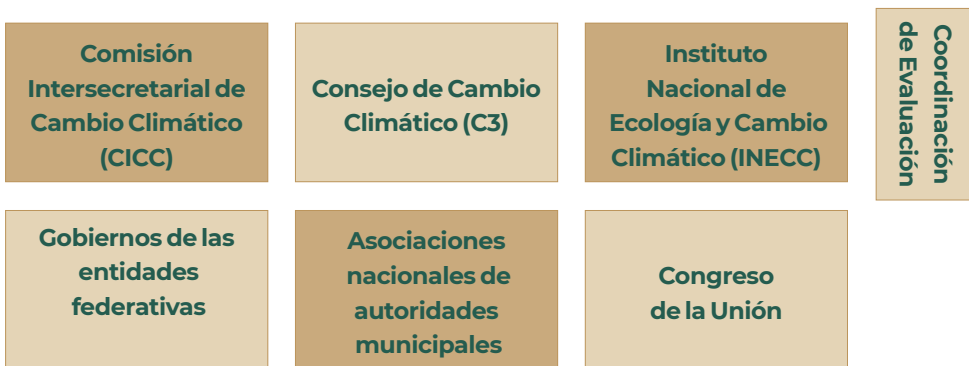 Comisión
Intersecretarial de
Cambio Climático
(CICC)
Consejo de Cambio
Climático (C3)
Instituto
Nacional de
Ecología y Cambio
Climático (INECC)
Coordinación
de Evaluación
Gobiernos de las
entidades
federativas
Asociaciones
nacionales de
autoridades
municipales
Congreso
de la Unión